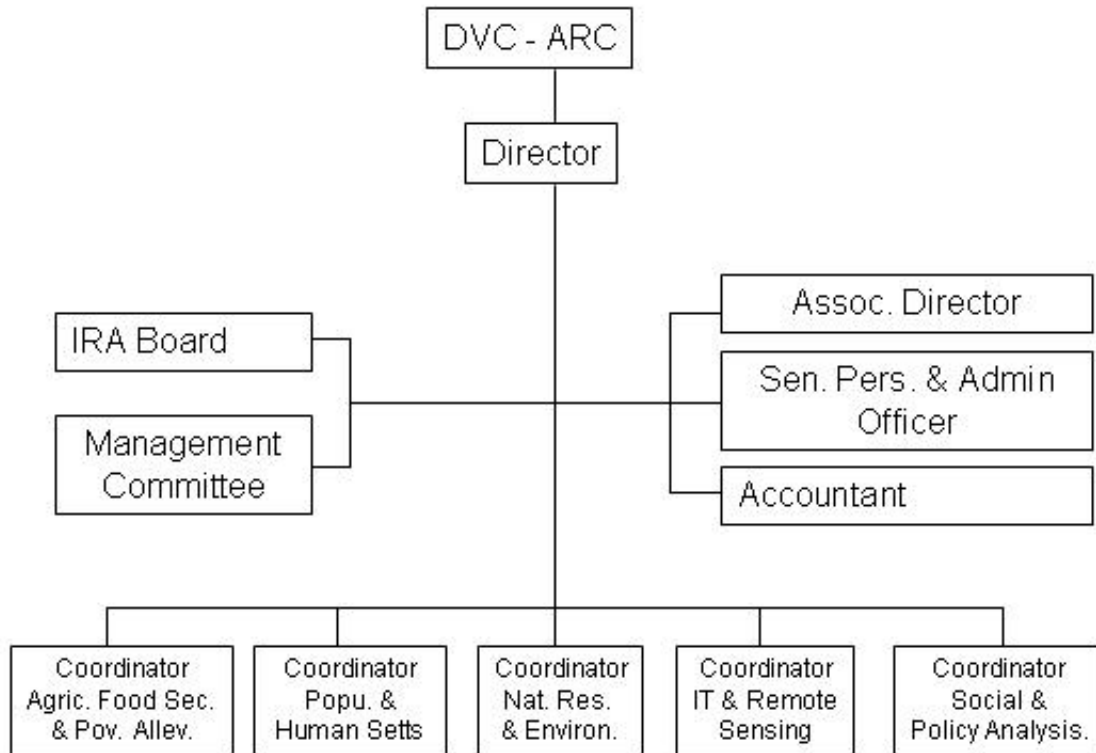 DVC - ARC
Director
IRA Board
Management
Committee
Assoc. Director
Sen. Pers. & Admin
Officer
Accountant
Coordinator
Agric. Food Sec.
& Pov. Allev.
Coordinator
Popu. &
Human Setts
Coordinator
Nat. Res.
& Environ.
Coordinator
IT & Remote
Sensing
Coordinator
Social &
Policy Analysis.